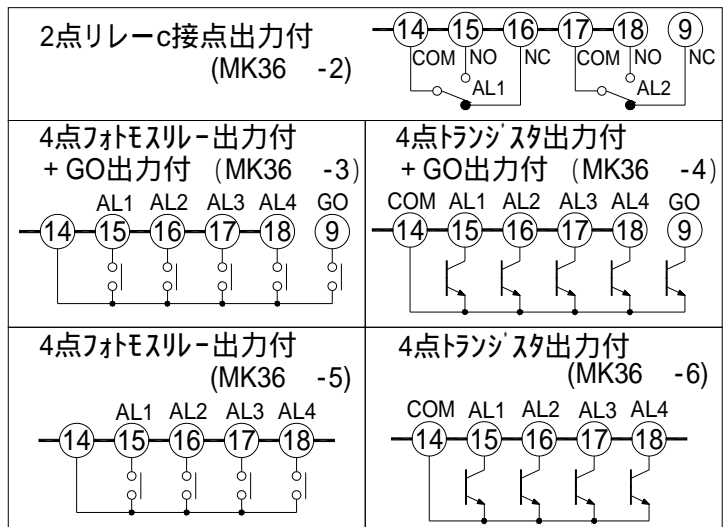 2点リレーc接点出力付
(MK36 -2)
14 15 16 17 18 9
COM NO NC COM NO NC
AL1 AL2
4点フォトモスリレー出力付
+ GO出力付 (MK36 -3)
AL1 AL2 AL3 AL4 GO
14 15 16 17 18 9
4点トランジスタ出力付
+ GO出力付 (MK36 -4)
COM AL1 AL2 AL3 AL4 GO
14 15 16 17 18 9
4点フォトモスリレー出力付
(MK36 -5)
AL1 AL2 AL3 AL4
14 15 16 17 18
4点トランジスタ出力付
(MK36 -6)
COM AL1 AL2 AL3 AL4
14 15 16 17 18